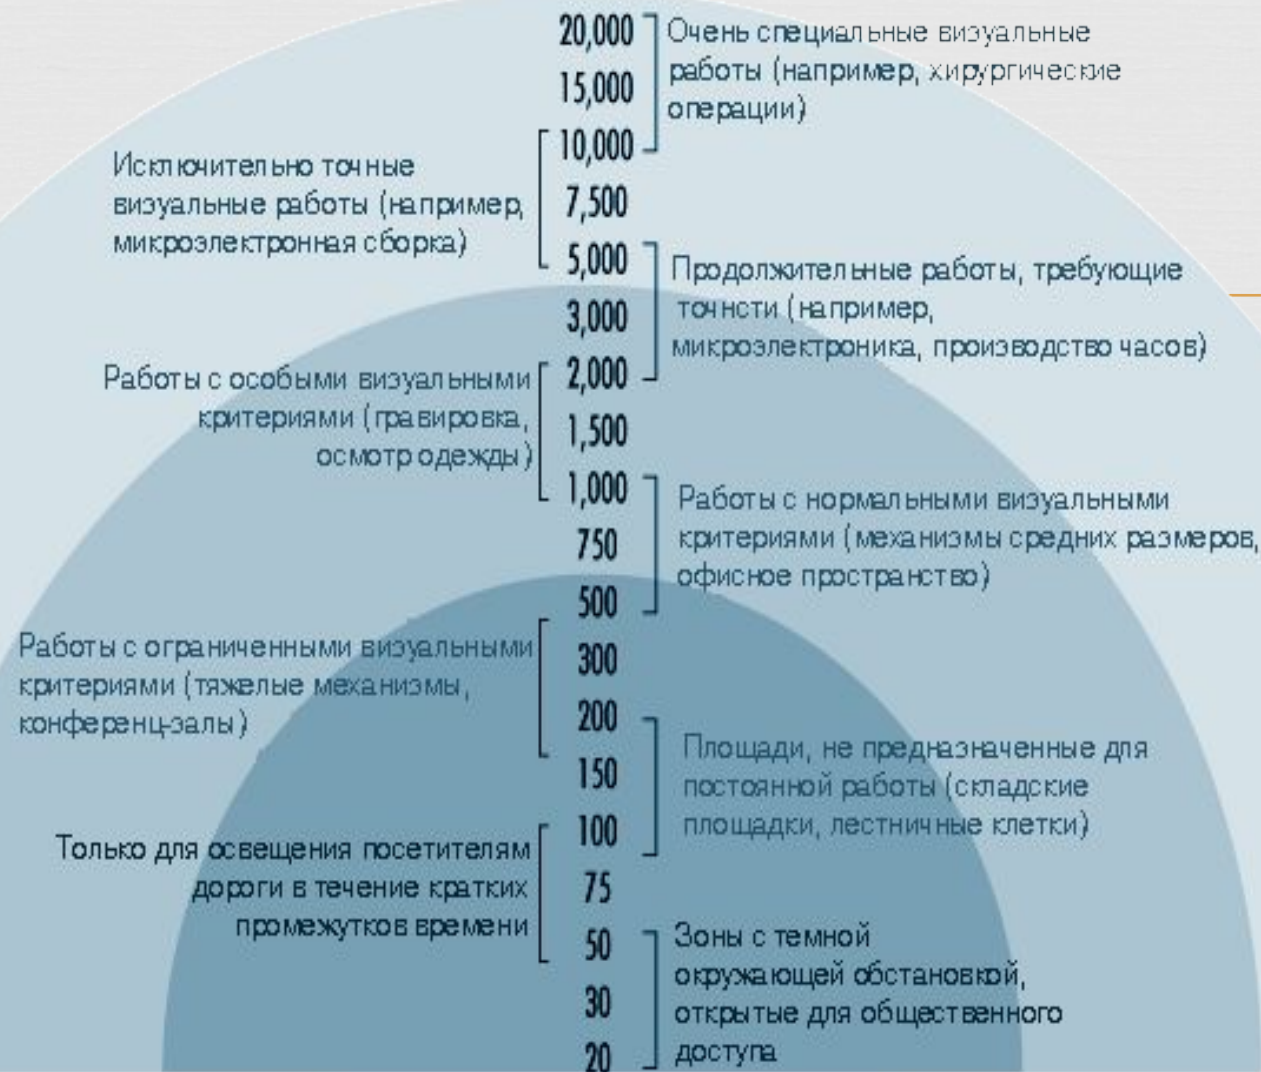 20,000
15,000
10,000
7,500
5,000
3,000
2,000
1,500
1,000
750
500
300
200
150
100
75
50
30
20
Очень специальные визуальные
работы (например, хирургические
операции)
Исключительно точные
визуальные работы (например,
микроэлектронная сборка)
Продолжительные работы, требующие
точнсти (например,
микроэлектроника, производство часов)
Работы с особыми визуальными
критериями (гравировка,
осмотр одежды)
Работы с нормальными визуальными
критериями (механизмы средних размеров,
офисное пространство)
Работы с ограниченными визуальными
критериями (тяжелые механизмы,
конференц-залы)
Площади, не предназначенные для
постоянной работы (складские
площадки, лестничные клетки)
Только для освещения посетителям
дороги в течение кратких
промежутков времени
Зоны с темной
окружающей обстановкой,
открытые для общественного
доступа